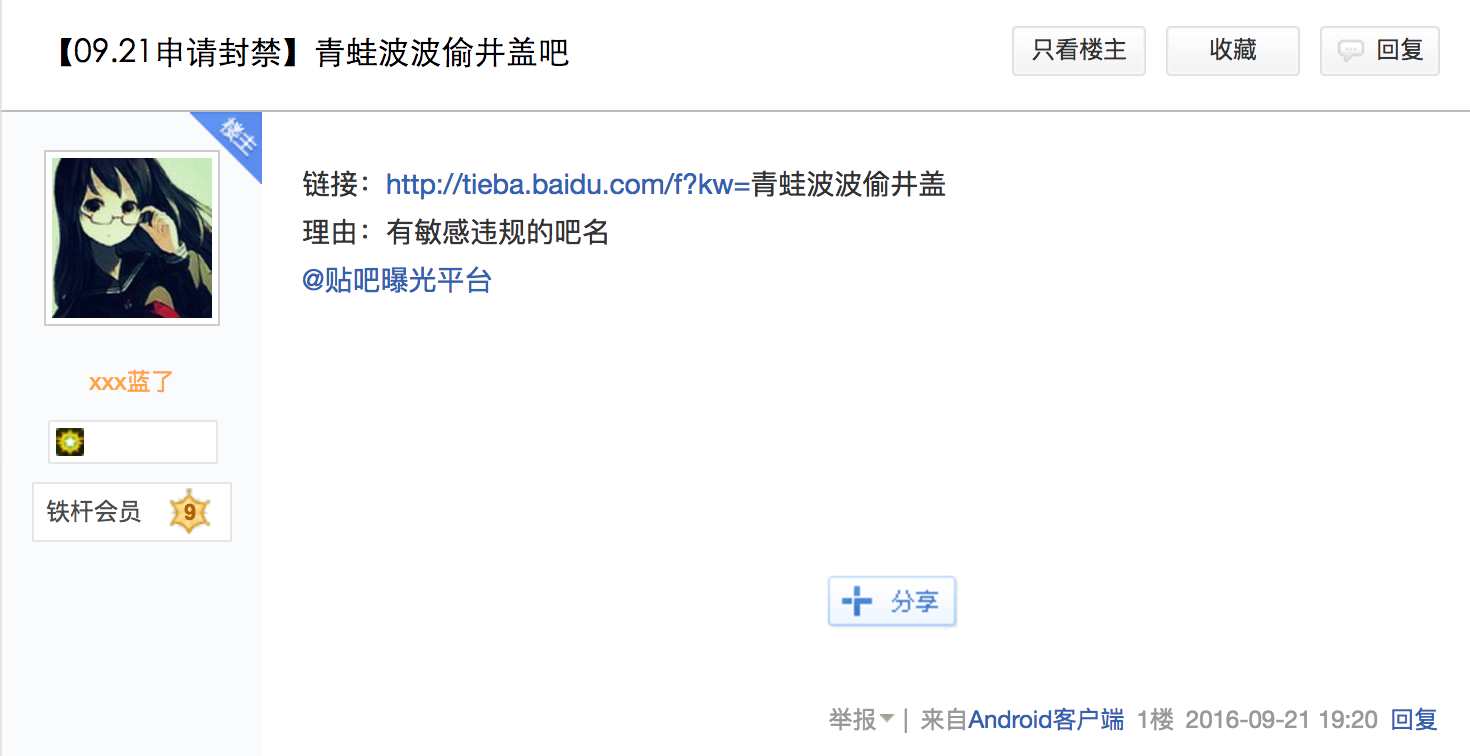 【09.21申请封禁】青蛙波波偷井盖吧
只看楼主
收藏
回复
楼主
链接：http://tieba.baidu.com/f?kw=青蛙波波偷井盖
理由：有敏感违规的吧名
@贴吧曝光平台
xxx蓝了
铁杆会员 9
分享
举报 | 来自Android客户端 1楼 2016-09-21 19:20 回复